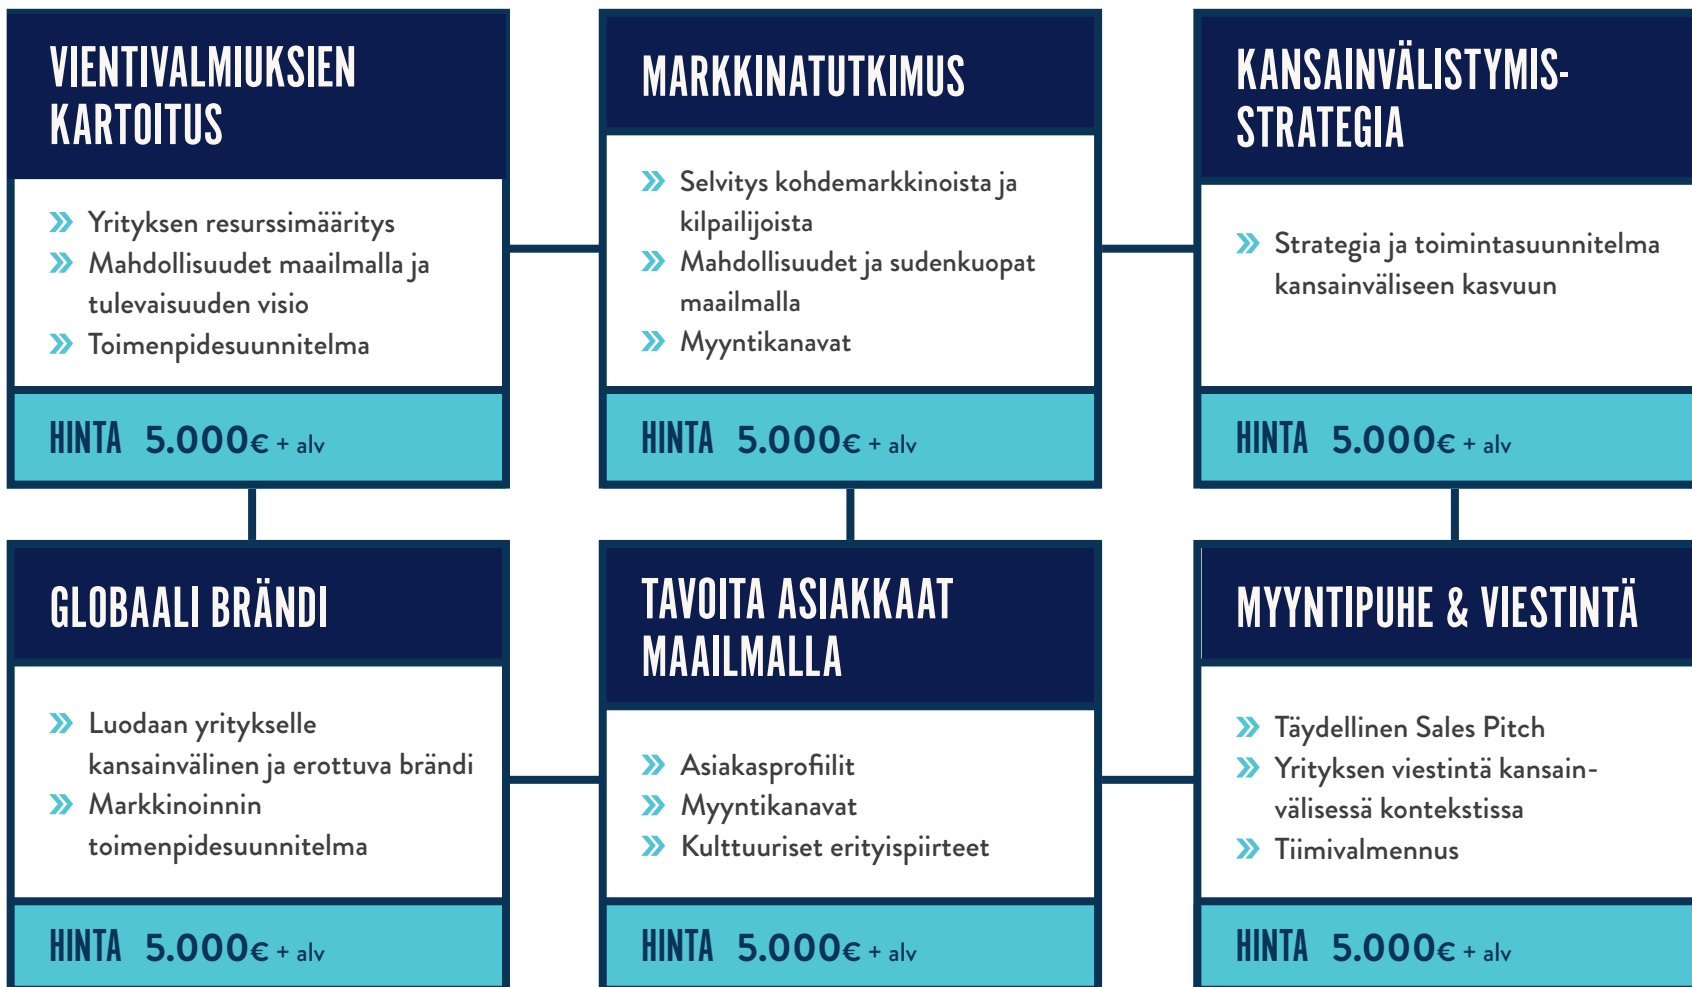 VIENTIVALMIUKSIEN
KARTOITUS
Yrityksen resurssimääritys
Mahdollisuudet maailmalla ja
tulevaisuuden visio
Toimenpidesuunnitelma
HINTA 5.000€ + alv
MARKKINATUTKIMUS
Selvitys kohdemarkkinoista ja
kilpailijoista
Mahdollisuudet ja sudenkuopat
maailmalla
Myyntikanavat
HINTA 5.000€ + alv
KANSAINVÄLISTYMIS-
STRATEGIA
Strategia ja toimintasuunnitelma
kansainväliseen kasvuun
HINTA 5.000€ + alv
GLOBAALI BRÄNDI
Luodaan yritykselle
kansainvälinen ja erottuva brändi
Markkinoinnin
toimenpidesuunnitelma
HINTA 5.000€ + alv
TAVOITA ASIAKKAAT
MAAILMALLA
Asiakasprofiilit
Myyntikanavat
Kulttuuriset erityispiirteet
HINTA 5.000€ + alv
MYYNTIPUHE & VIESTINTÄ
Täydellinen Sales Pitch
Yrityksen viestintä kansain-
välisessä kontekstissa
Tiimivalmennus
HINTA 5.000€ + alv